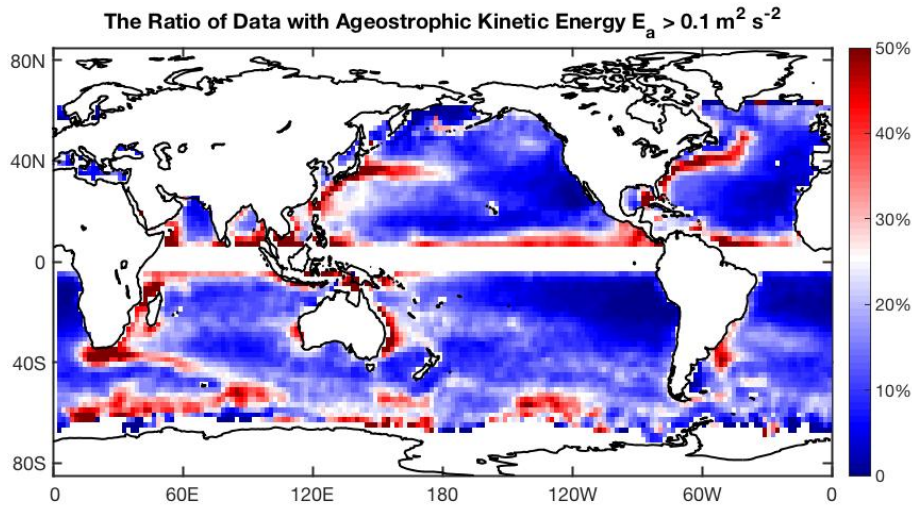 The Ratio of Data with Ageostrophic Kinetic Energy Eₐ > 0.1 m² s⁻²
80N
40N
0
40S
80S
0 60E 120E 180 120W 60W 0
50%
40%
30%
20%
10%
0